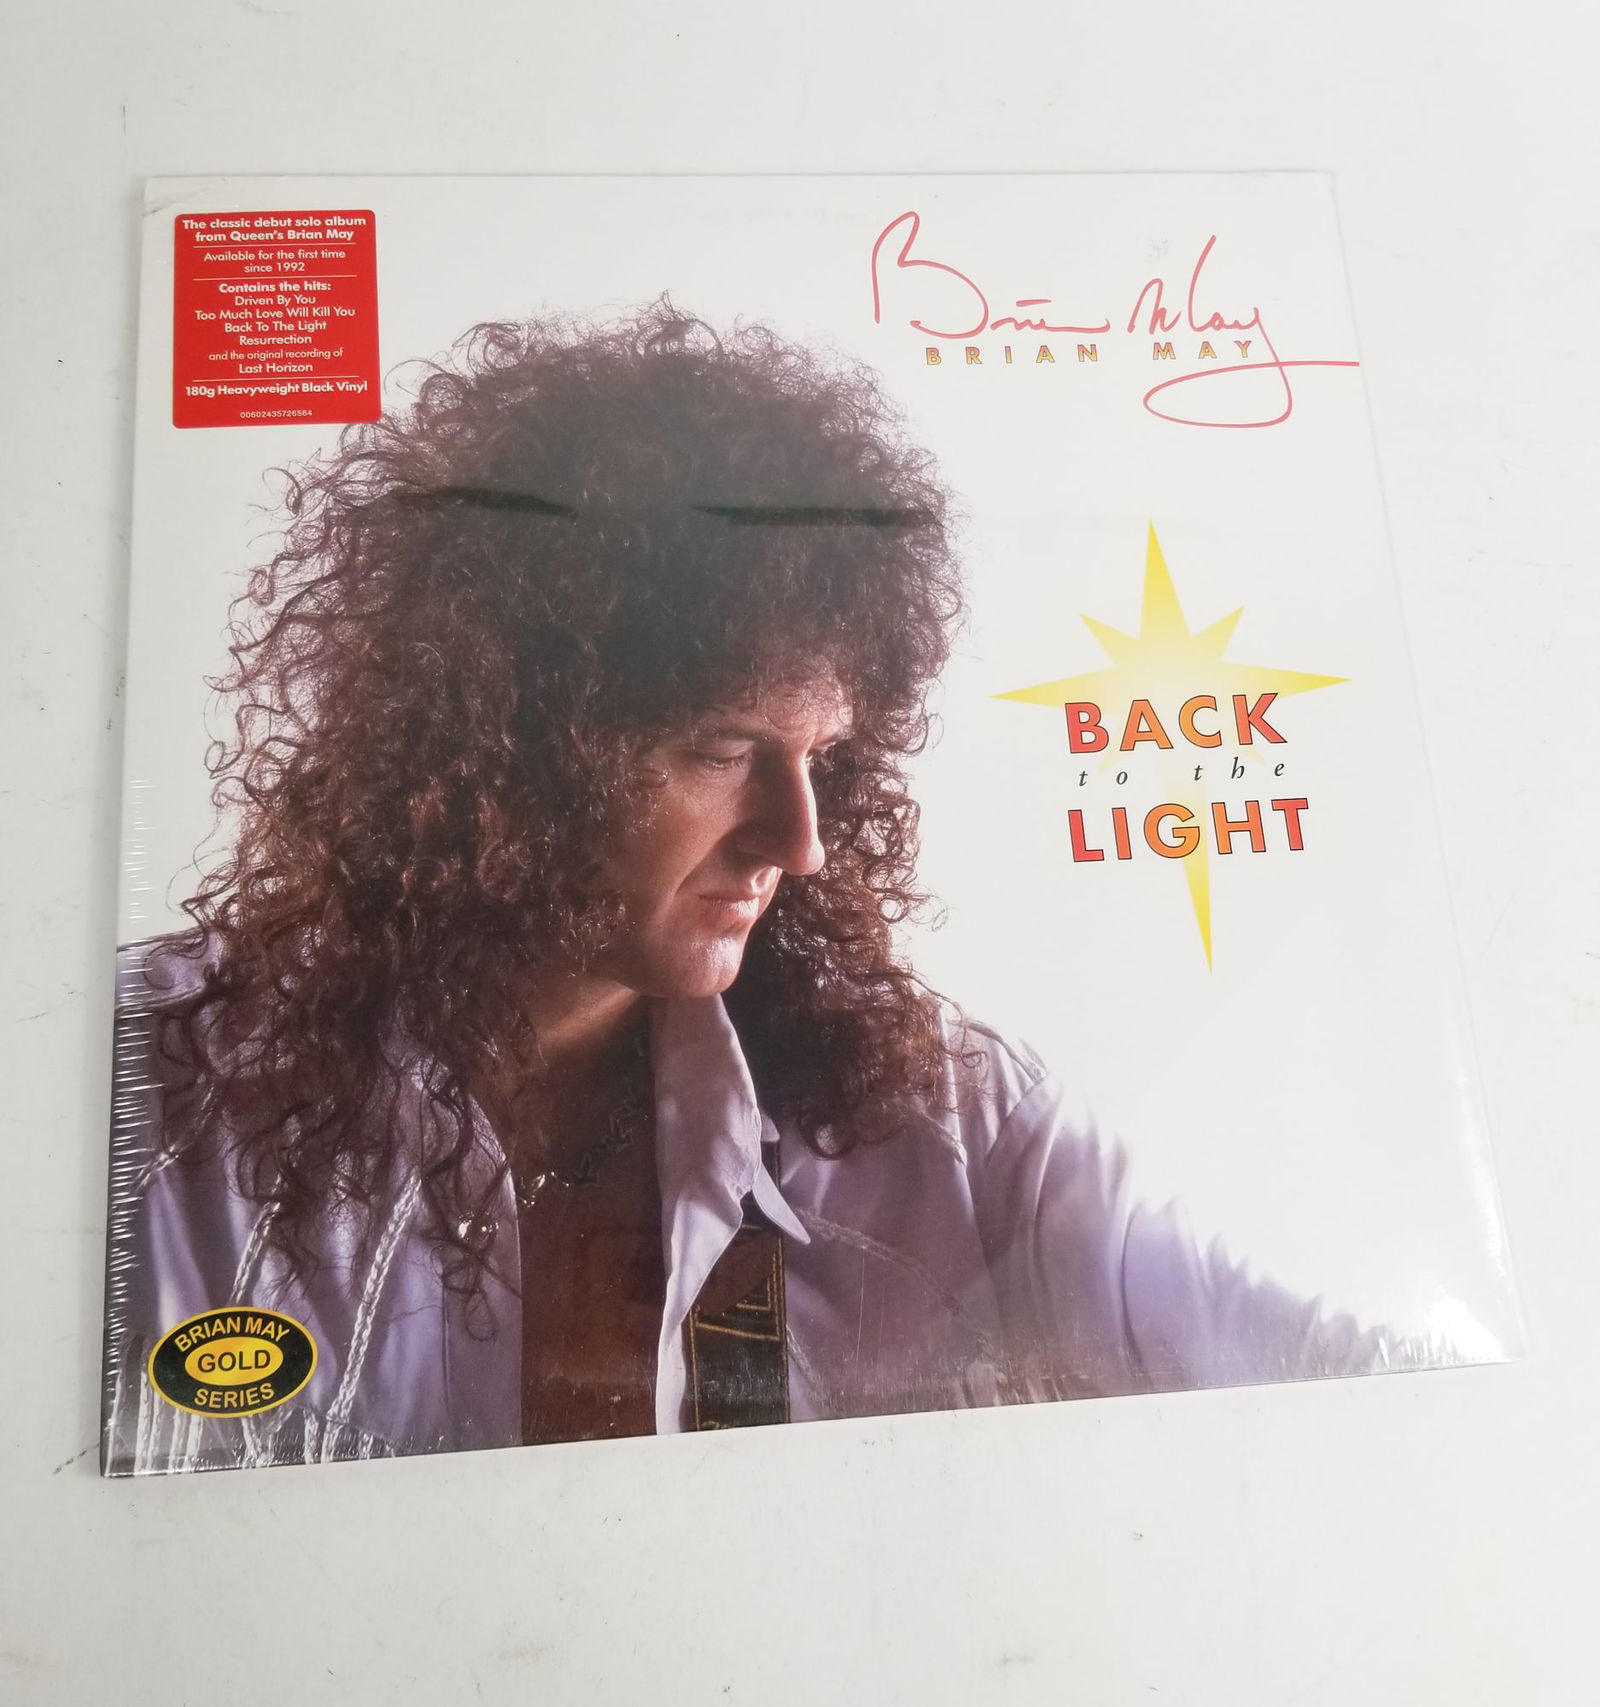 The classic debut solo album
from Queen's Brian May
Available for the first time
since 1992
Contains the hits:
Driven By You
Too Much Love Will Kill You
Back To The Light
Resurrection
and the original recording of
Last Horizon
180g Heavyweight Black Vinyl
00602435726564
Brian May
BRIAN MAY
BACK
to the
LIGHT
BRIAN MAY
GOLD
SERIES